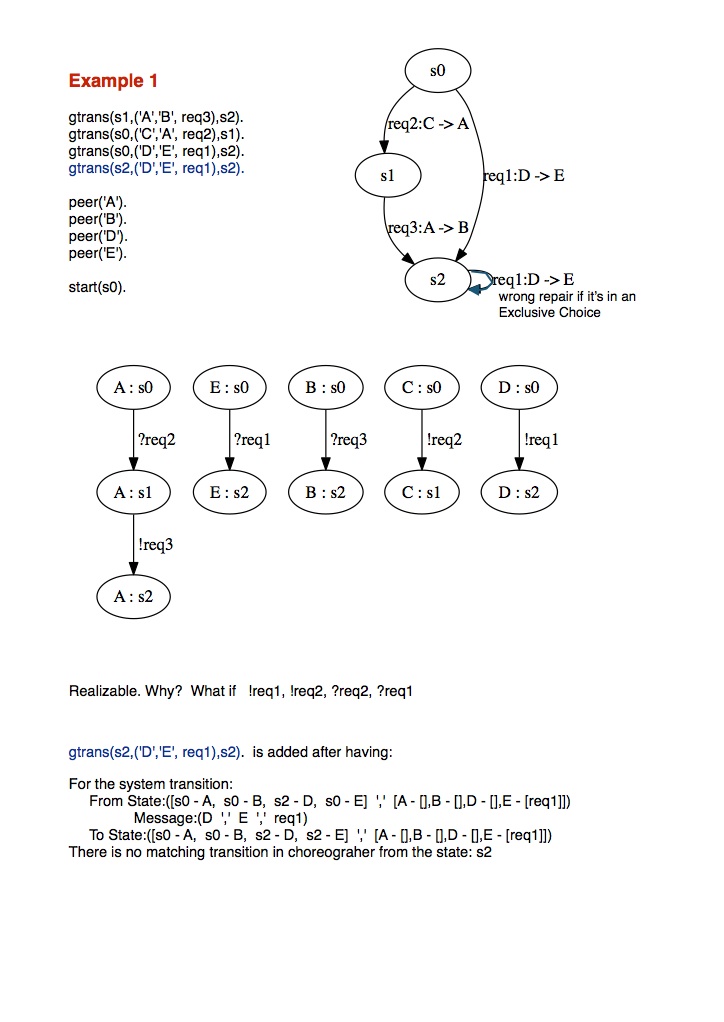 Example 1
gtrans(s1,('A','B', req3),s2).
gtrans(s0,('C','A', req2),s1).
gtrans(s0,('D','E', req1),s2).
gtrans(s2,('D','E', req1),s2).
peer('A').
peer('B').
peer('D').
peer('E').
start(s0).
s0
req2:C -> A
s1
req1:D -> E
req3:A -> B
s2
req1:D -> E
wrong repair if it's in an
Exclusive Choice
A : s0
E : s0
B : s0
C : s0
D : s0
?req2
?req1
?req3
!req2
!req1
A : s1
E : s2
B : s2
C : s1
D : s2
!req3
A : s2
Realizable. Why? What if !req1, !req2, ?req2, ?req1
gtrans(s2,('D','E', req1),s2). is added after having:
For the system transition:
From State:([s0 - A, s0 - B, s2 - D, s0 - E] ',' [A - [],B - [],D - [],E - [req1]])
Message:(D ',' E ',' req1)
To State:([s0 - A, s0 - B, s2 - D, s2 - E] ',' [A - [],B - [],D - [],E - [req1]])
There is no matching transition in choreograher from the state: s2